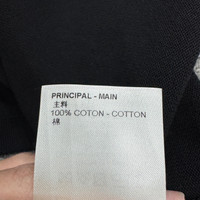 PRINCIPAL - MAIN
主料
100% COTON - COTTON
棉